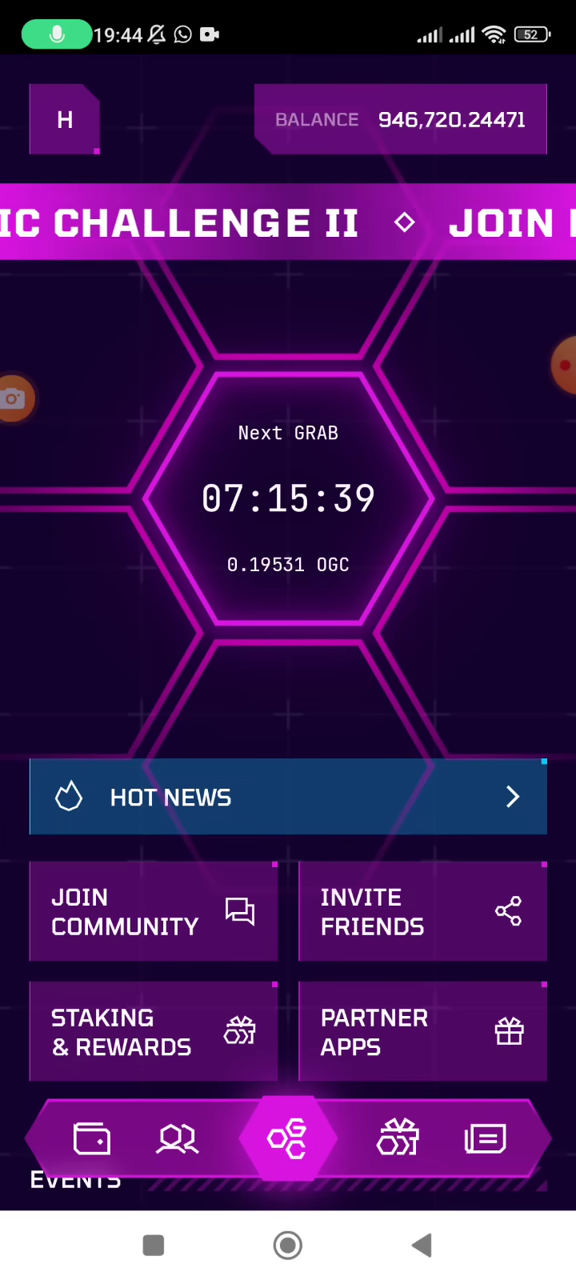 19:44
52
H
BALANCE 946,720.24471
IC CHALLENGE II ◇ JOIN
Next GRAB
07:15:39
0.19531 OGC
HOT NEWS
JOIN
COMMUNITY
INVITE
FRIENDS
STAKING
& REWARDS
PARTNER
APPS
GC
EVENTS